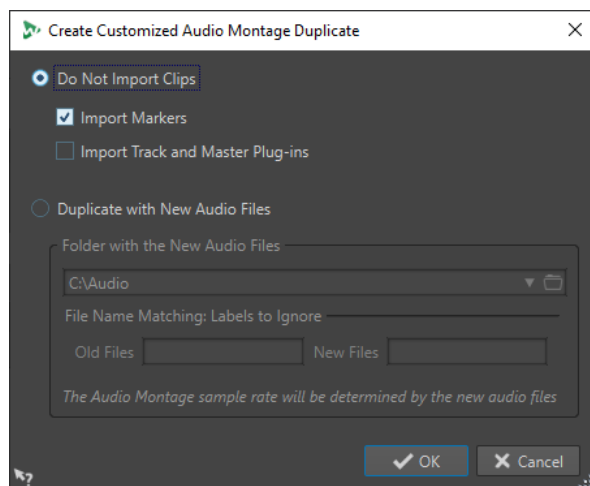 Create Customized Audio Montage Duplicate
Do Not Import Clips
Import Markers
Import Track and Master Plug-ins
Duplicate with New Audio Files
Folder with the New Audio Files
C:\Audio
File Name Matching: Labels to Ignore
Old Files New Files
The Audio Montage sample rate will be determined by the new audio files
OK Cancel
?